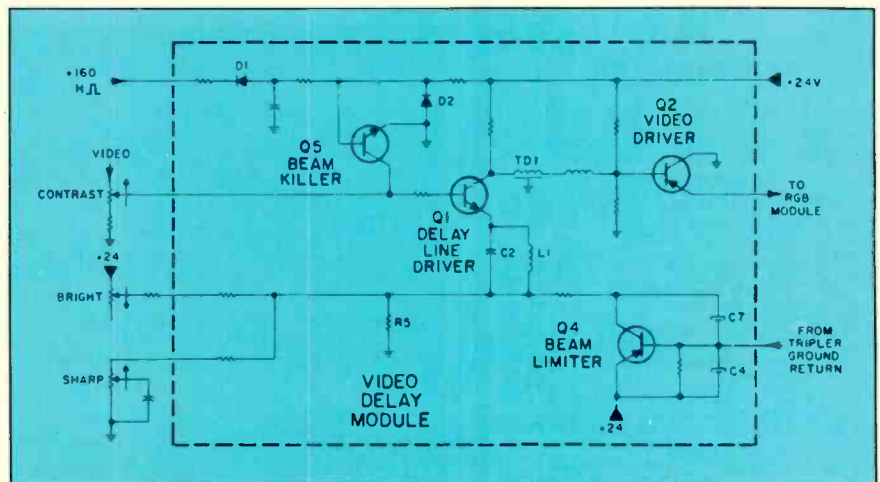 +160
H
D1
+24V
D2
Q2
VIDEO
DRIVER
VIDEO
Q5
BEAM
KILLER
TD1
CONTRAST
TO
RGB
MODULE
Q1
DELAY
LINE
DRIVER
+24
C2
L1
BRIGHT
R5
Q4
BEAM
LIMITER
C7
FROM
TRIPLER
GROUND
RETURN
C4
SHARP
VIDEO
DELAY
MODULE
+24